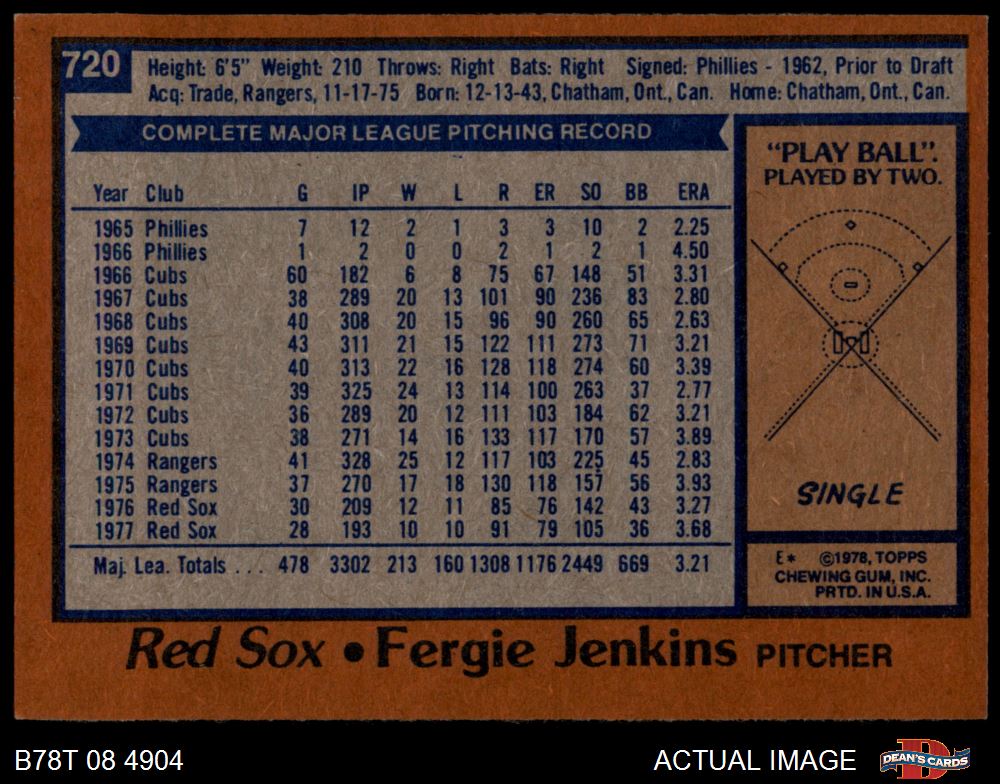 720
Height: 6'5" Weight: 210 Throws: Right Bats: Right Signed: Phillies - 1962, Prior to Draft
Acq: Trade, Rangers, 11-17-75 Born: 12-13-43, Chatham, Ont., Can. Home: Chatham, Ont., Can.
COMPLETE MAJOR LEAGUE PITCHING RECORD
Year Club G IP W L R ER SO BB ERA
1965 Phillies 7 12 2 1 3 3 10 2 2.25
1966 Phillies 1 2 0 0 2 1 2 1 4.50
1966 Cubs 60 182 6 8 75 67 148 51 3.31
1967 Cubs 38 289 20 13 101 90 236 83 2.80
1968 Cubs 40 308 20 15 96 90 260 65 2.63
1969 Cubs 43 311 21 15 122 111 273 71 3.21
1970 Cubs 40 313 22 16 128 118 274 60 3.39
1971 Cubs 39 325 24 13 114 100 263 37 2.77
1972 Cubs 36 289 20 12 111 103 184 62 3.21
1973 Cubs 38 271 14 16 133 117 170 57 3.89
1974 Rangers 41 328 25 12 117 103 225 45 2.83
1975 Rangers 37 270 17 18 130 118 157 56 3.93
1976 Red Sox 30 209 12 11 85 76 142 43 3.27
1977 Red Sox 28 193 10 10 91 79 105 36 3.68
Maj. Lea. Totals ... 478 3302 213 160 1308 1176 2449 669 3.21
"PLAY BALL".
PLAYED BY TWO.
SINGLE
E* ©1978, TOPPS
CHEWING GUM, INC.
PRTD. IN U.S.A.
Red Sox • Fergie Jenkins PITCHER
B78T 08 4904
ACTUAL IMAGE
D
DEAN'S CARDS